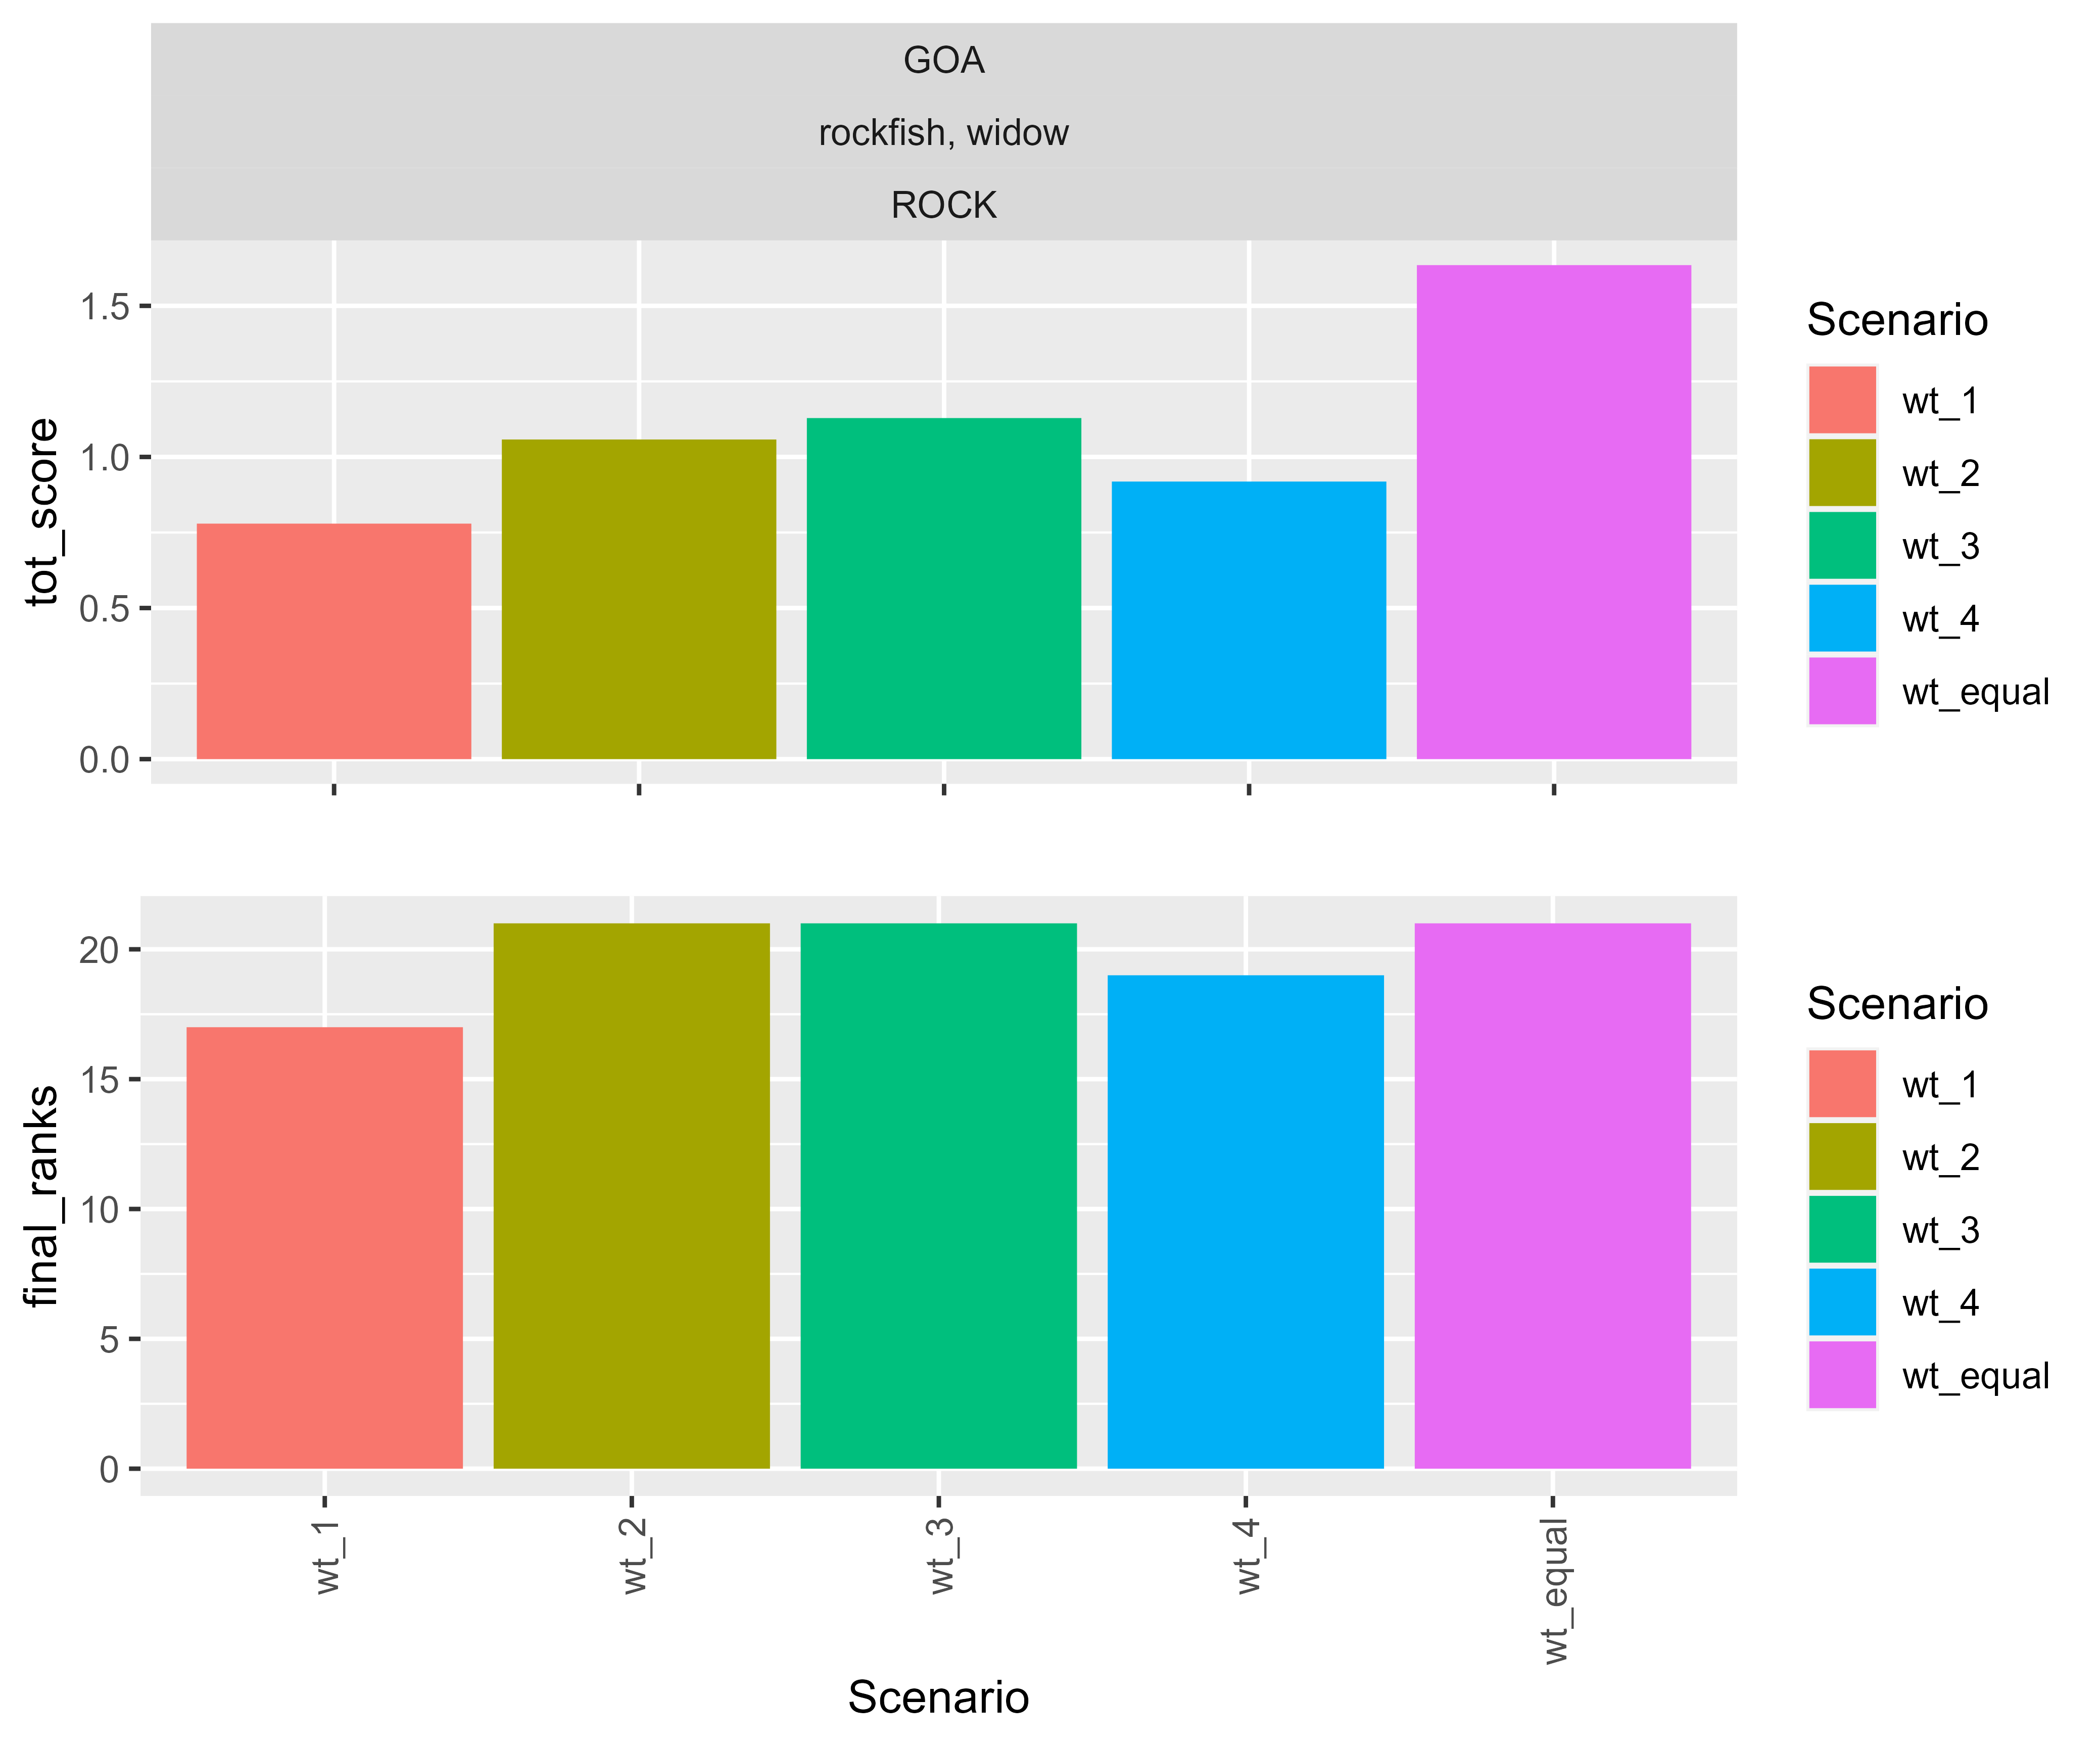 GOA
rockfish, widow
ROCK
tot_score
1.5
1.0
0.5
0.0
Scenario
wt_1
wt_2
wt_3
wt_4
wt_equal
final_ranks
20
15
10
5
0
wt_1
wt_2
wt_3
wt_4
wt_equal
Scenario
Scenario
wt_1
wt_2
wt_3
wt_4
wt_equal